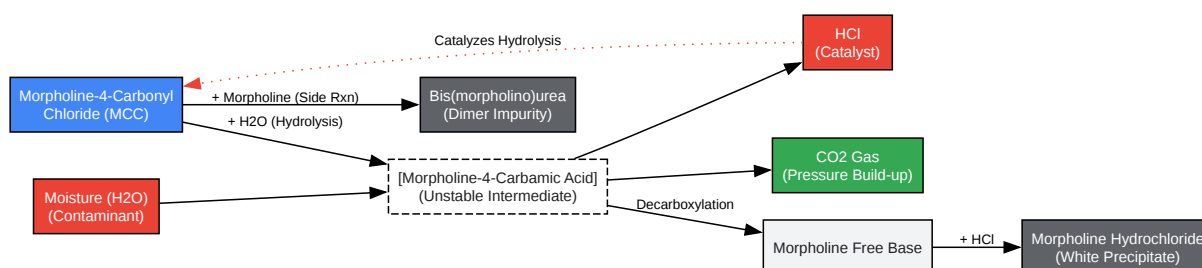 HCl
(Catalyst)
Catalyzes Hydrolysis
Morpholine-4-Carbonyl
Chloride (MCC)
+ Morpholine (Side Rxn)
+ H2O (Hydrolysis)
Bis(morpholino)urea
(Dimer Impurity)
CO2 Gas
(Pressure Build-up)
[Morpholine-4-Carbamic Acid]
(Unstable Intermediate)
Moisture (H2O)
(Contaminant)
Decarboxylation
Morpholine Free Base
+ HCl
Morpholine Hydrochloride
(White Precipitate)